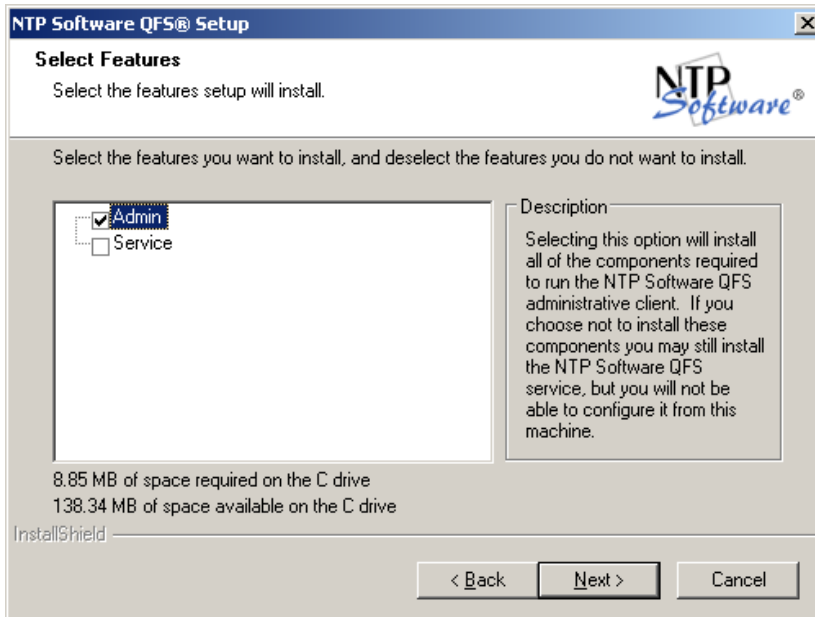 NTP Software QFS® Setup
Select Features
Select the features setup will install.
NTP
Software®
Select the features you want to install, and deselect the features you do not want to install.
Admin
Service
Description
Selecting this option will install
all of the components required
to run the NTP Software QFS
administrative client. If you
choose not to install these
components you may still install
the NTP Software QFS
service, but you will not be
able to configure it from this
machine.
8.85 MB of space required on the C drive
138.34 MB of space available on the C drive
InstallShield
< Back
Next >
Cancel